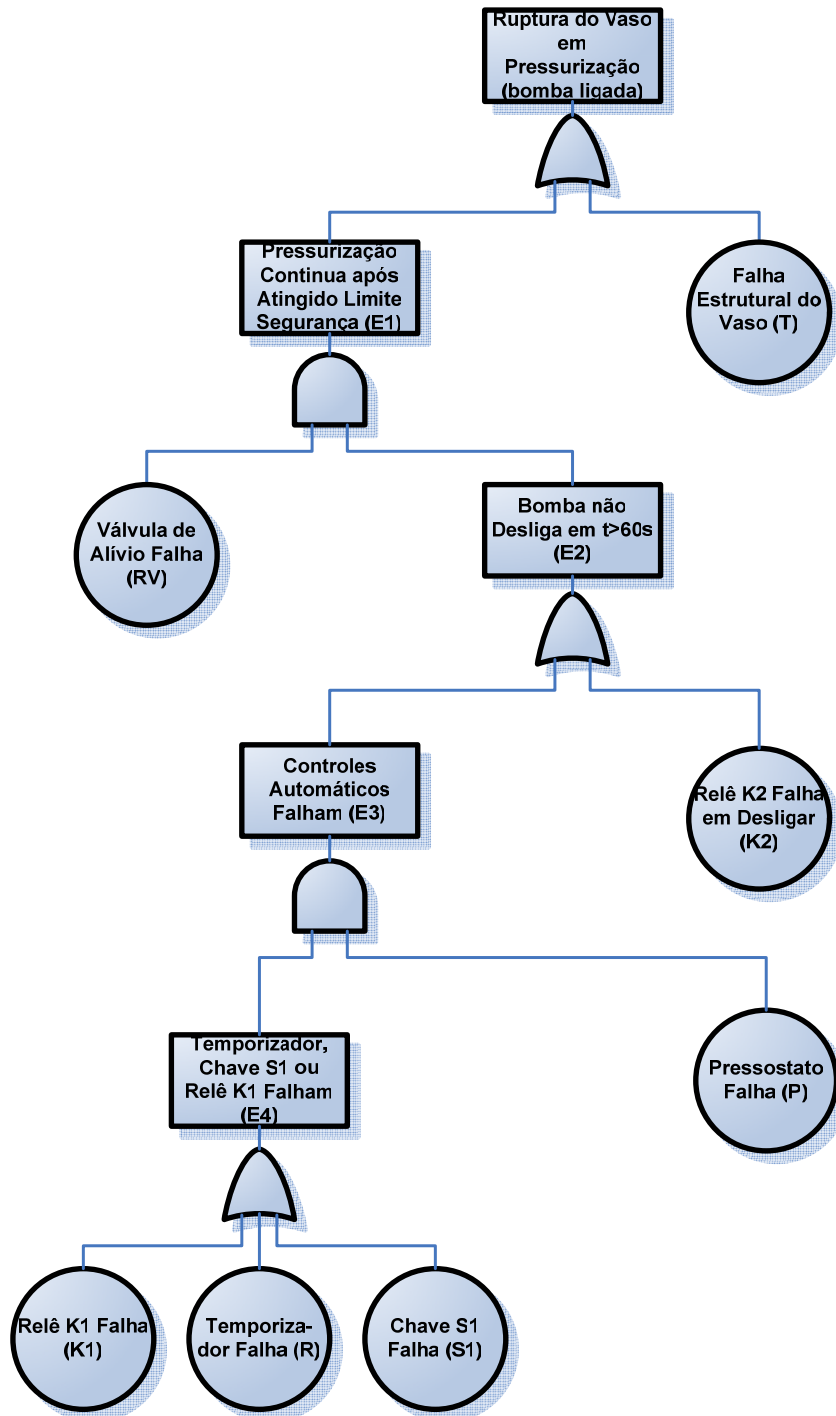 Ruptura do Vaso
em
Pressurização
(bomba ligada)
Pressurização
Continua após
Atingido Limite
Segurança (E1)
Falha
Estrutural do
Vaso (T)
Válvula de
Alívio Falha
(RV)
Bomba não
Desliga em t>60s
(E2)
Controles
Automáticos
Falham (E3)
Relê K2 Falha
em Desligar
(K2)
Temporizador,
Chave S1 ou
Relê K1 Falham
(E4)
Pressostato
Falha (P)
Relê K1 Falha
(K1)
Temporiza-
dor Falha (R)
Chave S1
Falha (S1)